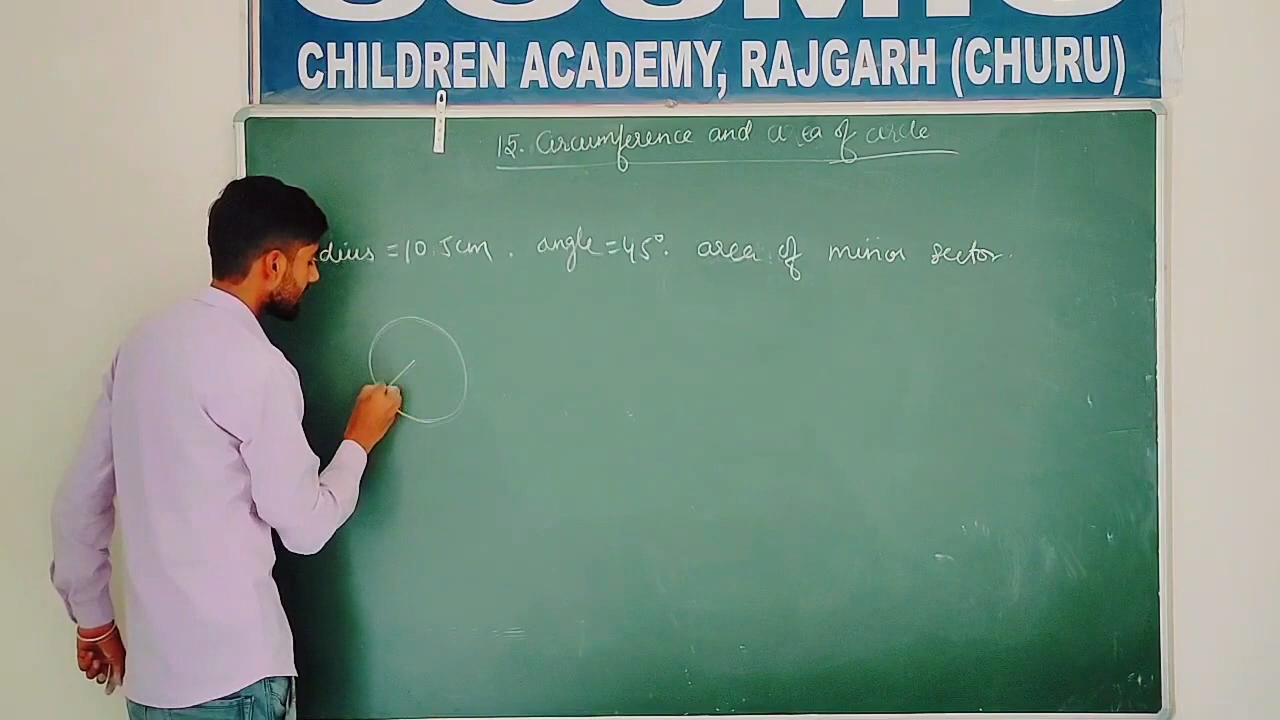 COSMIC
CHILDREN ACADEMY, RAJGARH (CHURU)
15. Circumference and area of circle
dius = 10.5cm. angle = 45°. area of minor sector.